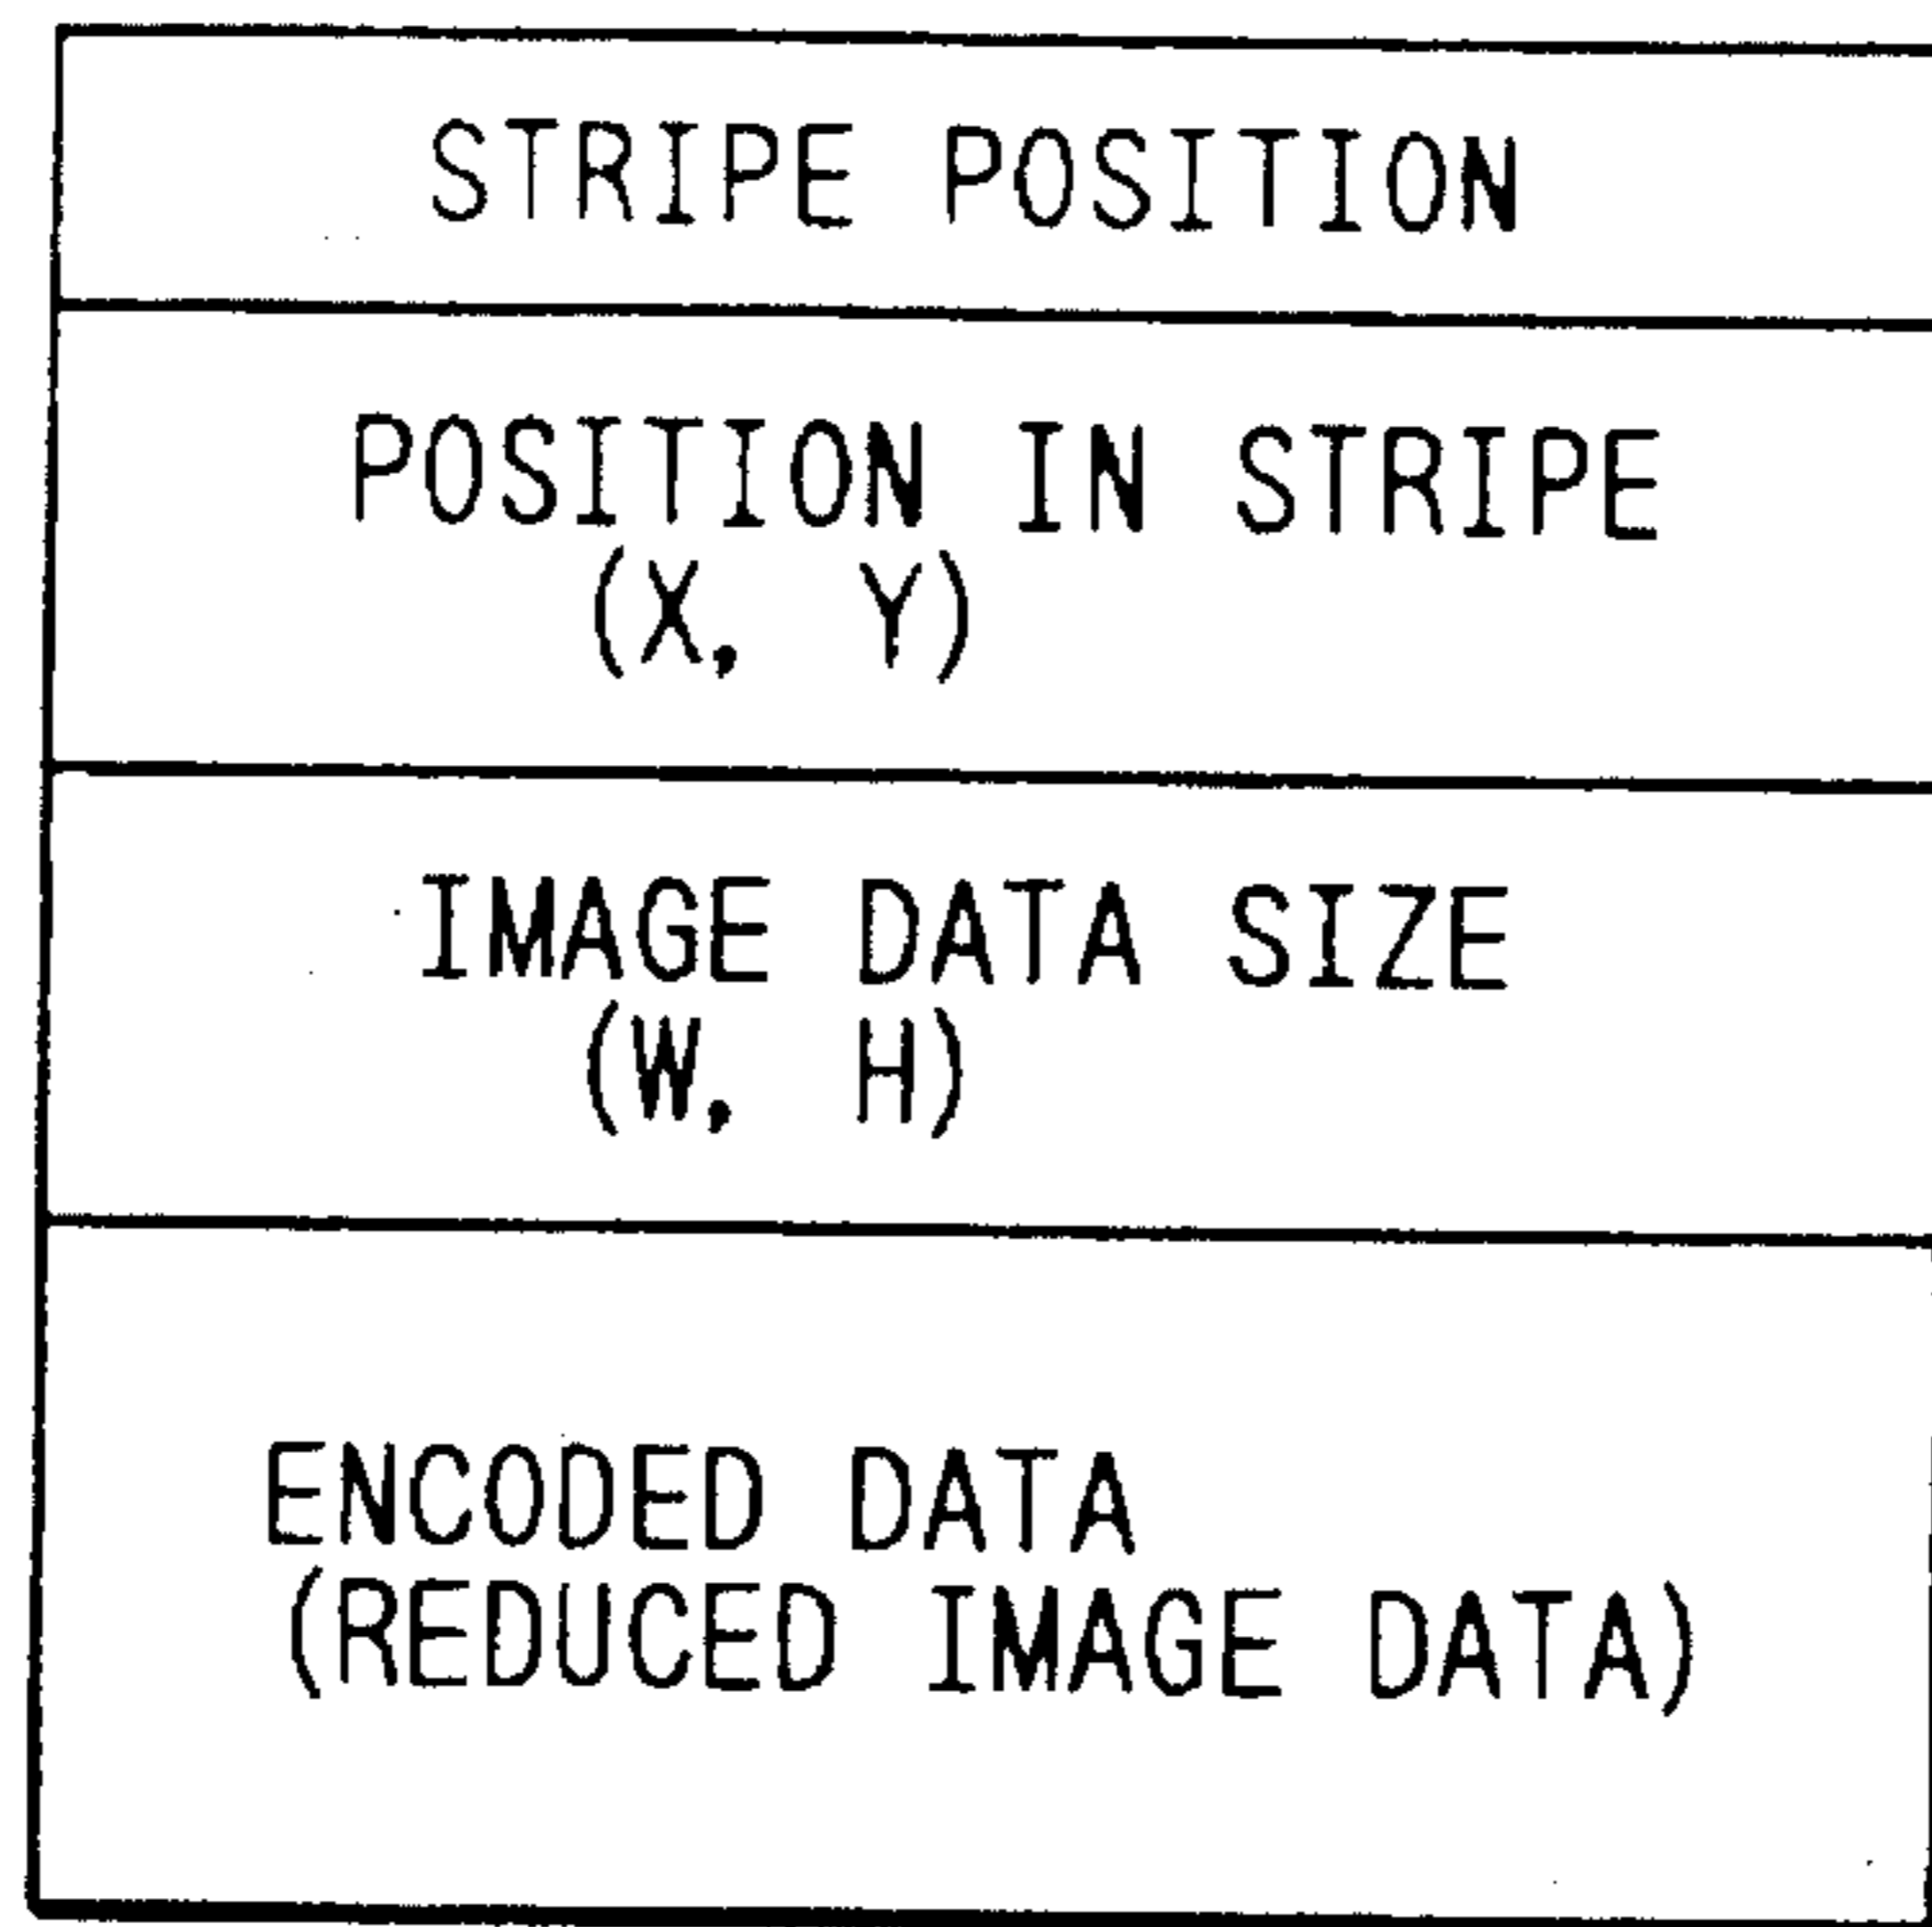 STRIPE POSITION
POSITION IN STRIPE
(X, Y)
IMAGE DATA SIZE
(W, H)
ENCODED DATA
(REDUCED IMAGE DATA)